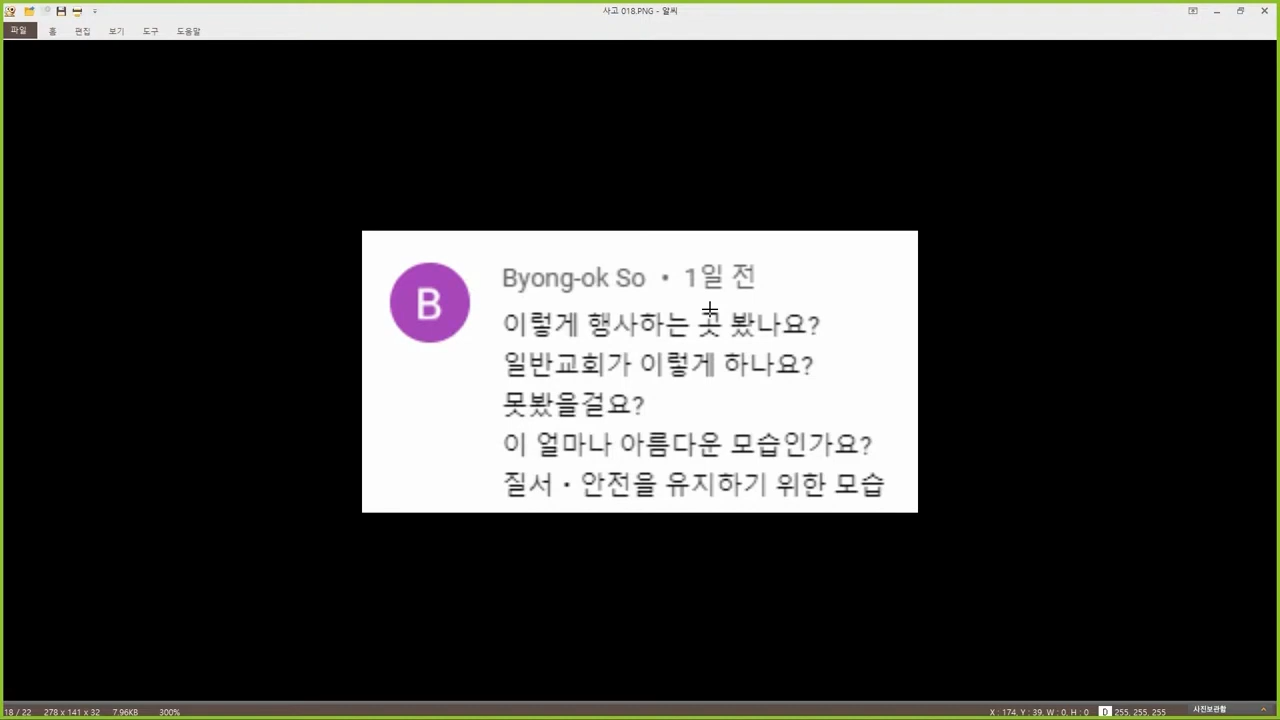 사고 018.PNG - 알씨
파일 홈 편집 보기 도구 도움말
B
Byong-ok So • 1일 전
이렇게 행사하는 곳 봤나요?
일반교회가 이렇게 하나요?
못봤을걸요?
이 얼마나 아름다운 모습인가요?
질서·안전을 유지하기 위한 모습
18 / 22 278 x 141 x 32 7.96KB 300% X : 174, Y : 39, W : 0, H : 0 D 255, 255, 255 사진보관함